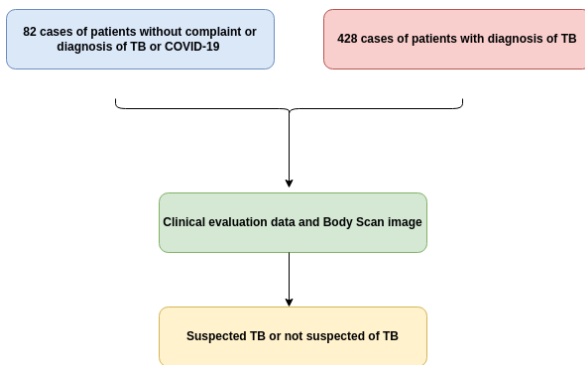 82 cases of patients without complaint or
diagnosis of TB or COVID-19
428 cases of patients with diagnosis of TB
Clinical evaluation data and Body Scan image
Suspected TB or not suspected of TB